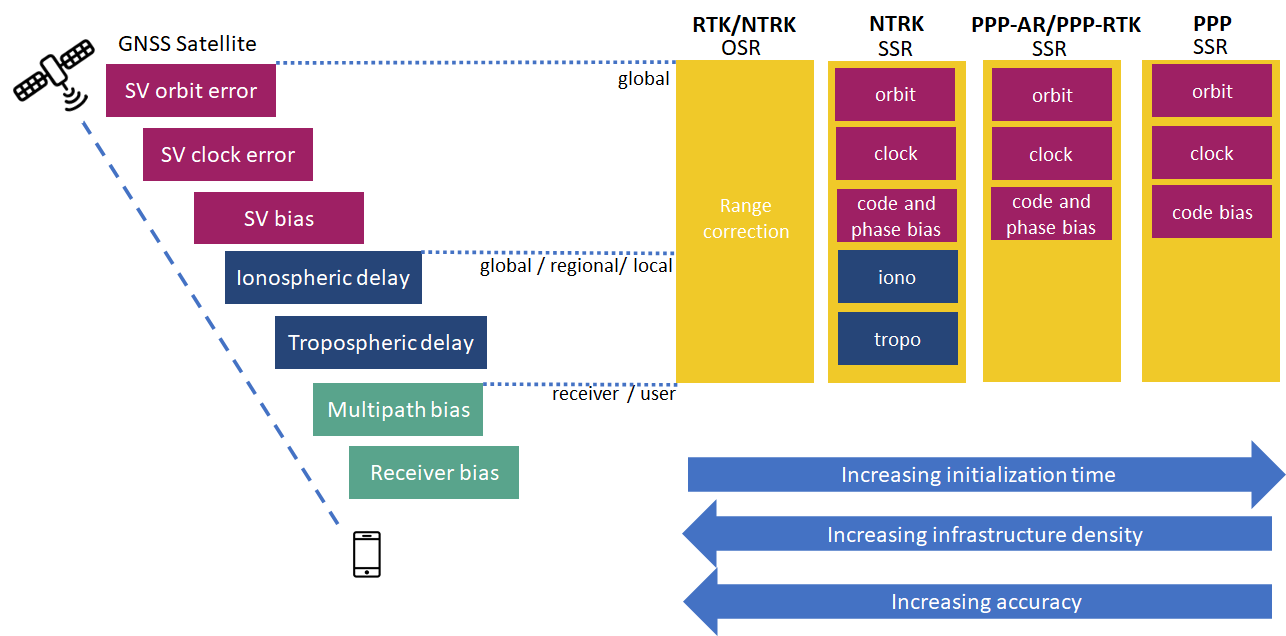 GNSS Satellite
SV orbit error
SV clock error
SV bias
Ionospheric delay
Tropospheric delay
Multipath bias
Receiver bias
global
global / regional/ local
receiver / user
RTK/NTRK
OSR
Range
correction
NTRK
SSR
orbit
clock
code and
phase bias
iono
tropo
PPP-AR/PPP-RTK
SSR
orbit
clock
code and
phase bias
PPP
SSR
orbit
clock
code bias
Increasing initialization time
Increasing infrastructure density
Increasing accuracy